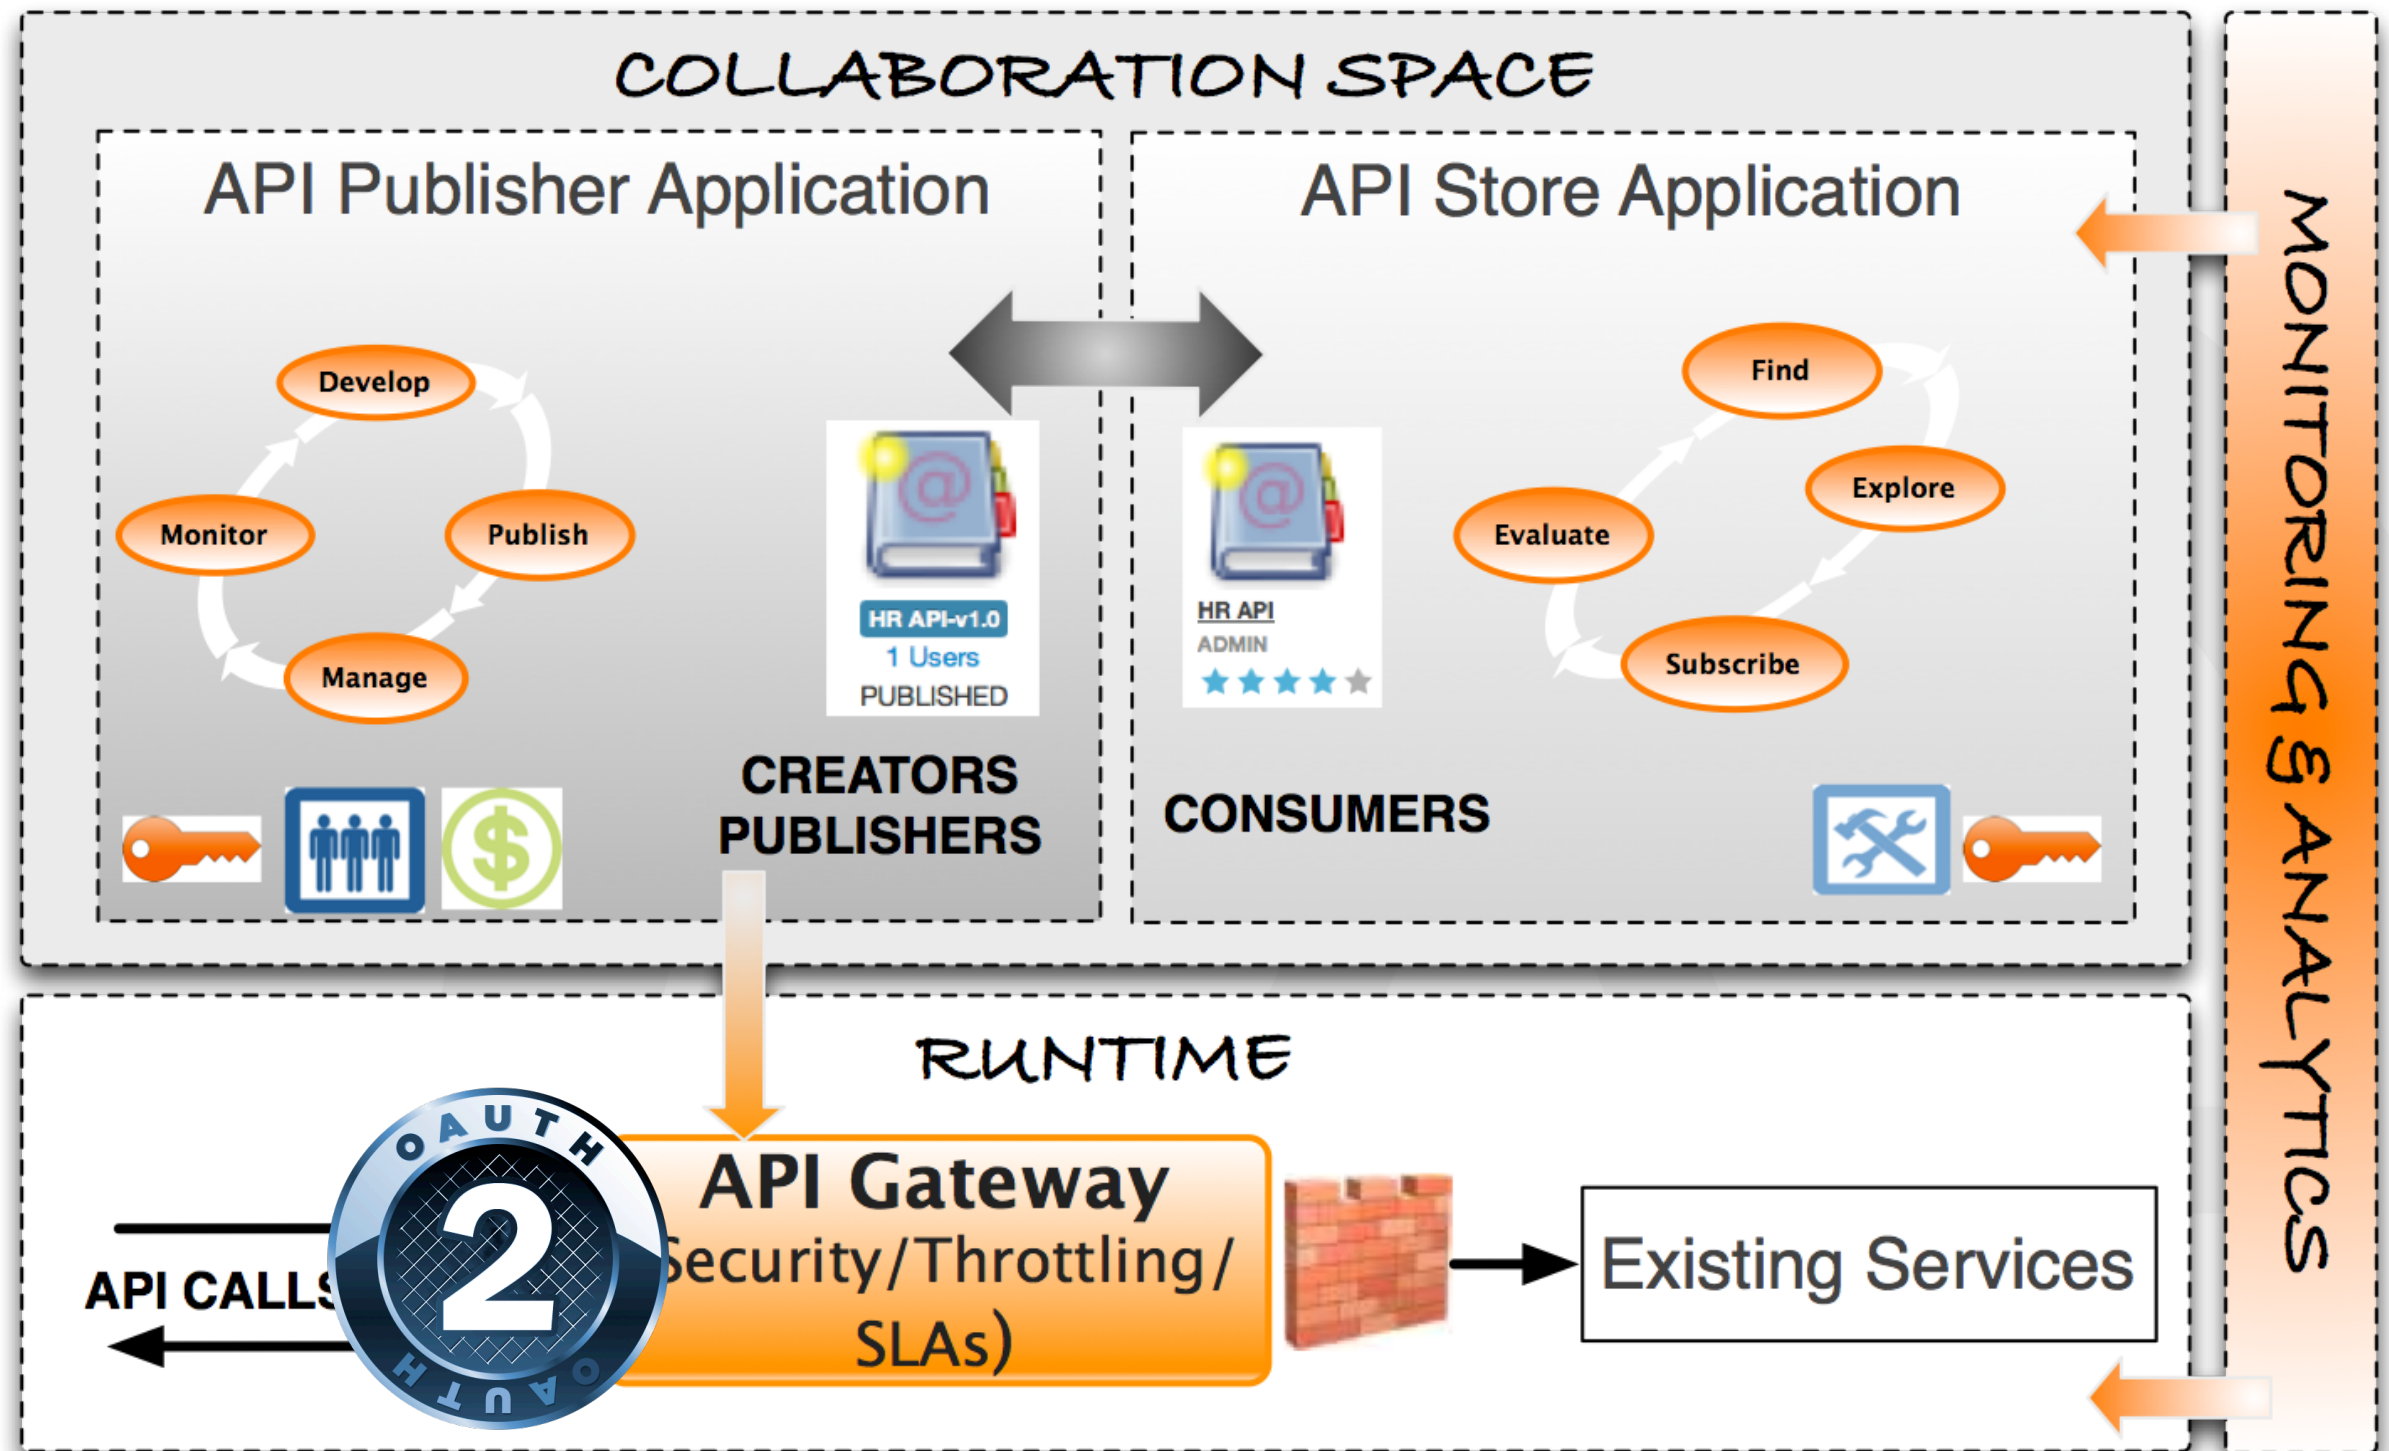 COLLABORATION SPACE
API Publisher Application
Develop
Monitor
Publish
Manage
@
HR API-v1.0
1 Users
PUBLISHED
$
CREATORS
PUBLISHERS
API Store Application
Find
Explore
Evaluate
Subscribe
@
HR API
ADMIN
CONSUMERS
MONITORING & ANALYTICS
RUNTIME
API CALLS
OAUTH
2
OAUTH
API Gateway
Security/Throttling/
SLAs)
Existing Services